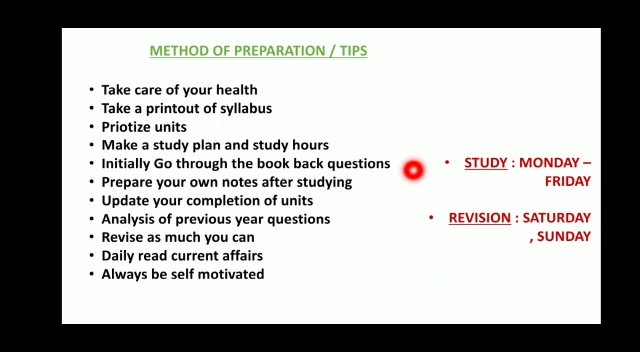 METHOD OF PREPARATION / TIPS
• Take care of your health
• Take a printout of syllabus
• Priotize units
• Make a study plan and study hours
• Initially Go through the book back questions
• Prepare your own notes after studying
• Update your completion of units
• Analysis of previous year questions
• Revise as much you can
• Daily read current affairs
• Always be self motivated
• STUDY : MONDAY –
FRIDAY
• REVISION : SATURDAY
, SUNDAY